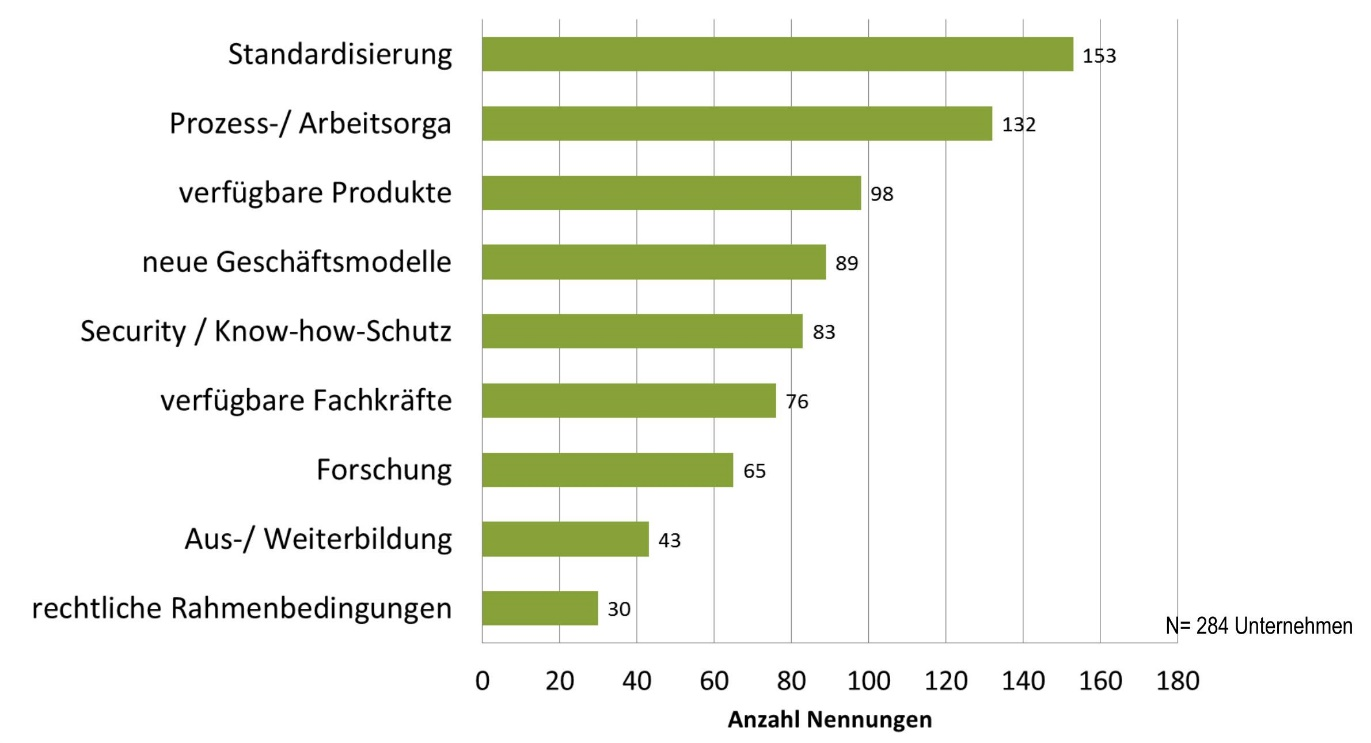 Standardisierung 153
Prozess-/ Arbeitsorga 132
verfügbare Produkte 98
neue Geschäftsmodelle 89
Security / Know-how-Schutz 83
verfügbare Fachkräfte 76
Forschung 65
Aus-/ Weiterbildung 43
rechtliche Rahmenbedingungen 30
N= 284 Unternehmen
0 20 40 60 80 100 120 140 160 180
Anzahl Nennungen